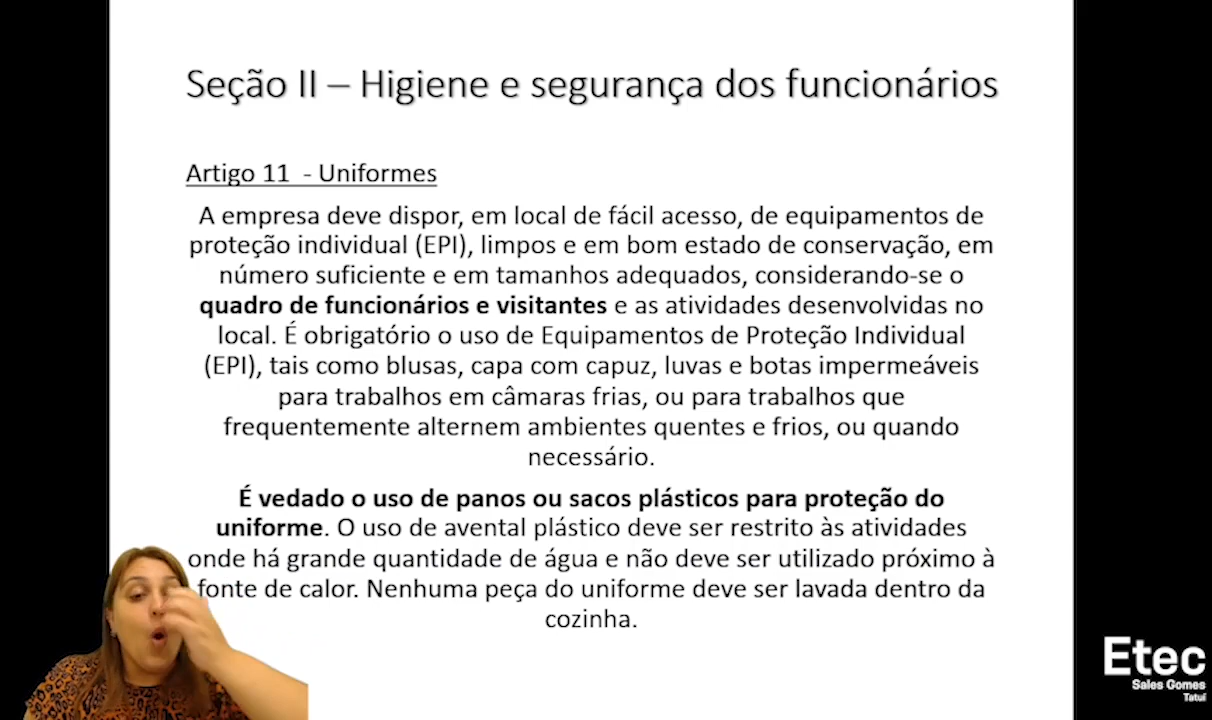 Seção II – Higiene e segurança dos funcionários
Artigo 11 - Uniformes
A empresa deve dispor, em local de fácil acesso, de equipamentos de
proteção individual (EPI), limpos e em bom estado de conservação, em
número suficiente e em tamanhos adequados, considerando-se o
quadro de funcionários e visitantes e as atividades desenvolvidas no
local. É obrigatório o uso de Equipamentos de Proteção Individual
(EPI), tais como blusas, capa com capuz, luvas e botas impermeáveis
para trabalhos em câmaras frias, ou para trabalhos que
frequentemente alternem ambientes quentes e frios, ou quando
necessário.
É vedado o uso de panos ou sacos plásticos para proteção do
uniforme. O uso de avental plástico deve ser restrito às atividades
onde há grande quantidade de água e não deve ser utilizado próximo à
fonte de calor. Nenhuma peça do uniforme deve ser lavada dentro da
cozinha.
Etec
Sales Gomes
Tatuí